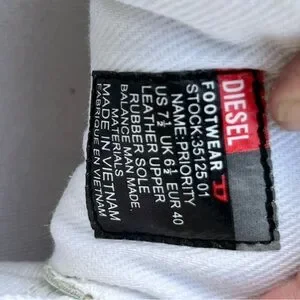 DIESEL
FOOTWEAR D
STOCK:35125 01
NAME:PRIORITY
US 7½ UK 6½ EUR 40
LEATHER UPPER
RUBBER SOLE
BALANCE MAN MADE.
MATERIALS
MADE IN VIETNAM
FABRIQUE EN VIETNAM